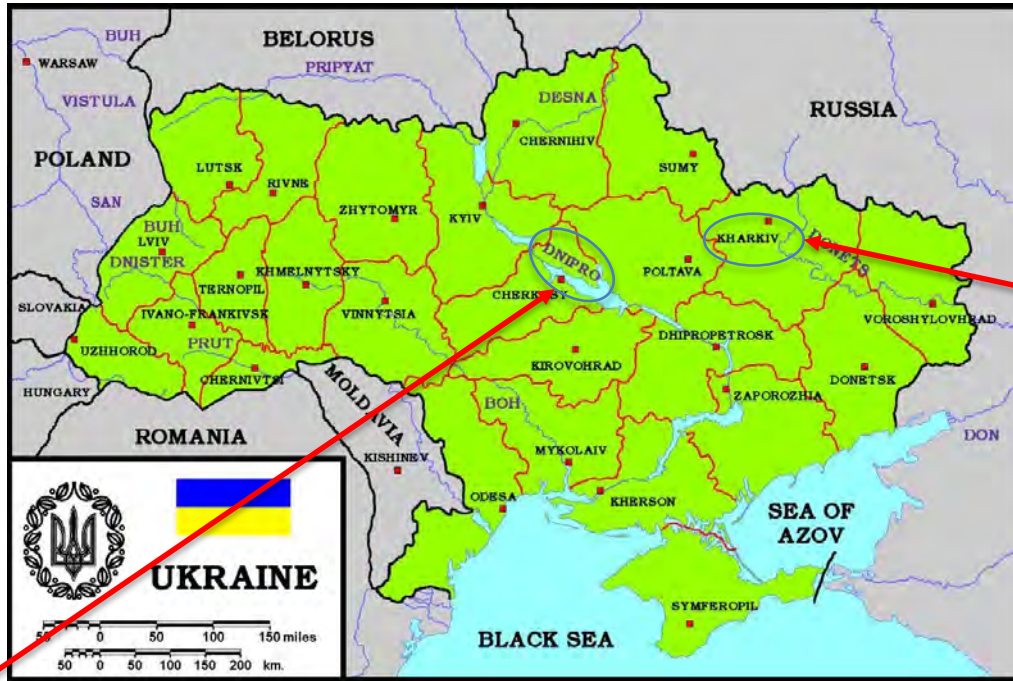 BUH
BELORUS
WARSAW
PRIPYAT
VISTULA
DESNA
RUSSIA
CHERNIHIV
POLAND
LUTSK
SUMY
RIVNE
SAN
ZHYTOMYR
KYIV
BUH
LVIV
KHARKIV
DONETS
DNIPRO
DNISTER
KHMELNYTSKY
POLTAVA
TERNOPIL
CHERKASY
SLOVAKIA
IVANO-FRANKIVSK
VINNYTSIA
VOROSHYLOVHRAD
UZHHOROD
PRUT
DHIPROPETROSK
KIROVOHRAD
CHERNIVTSI
DONETSK
HUNGARY
MOLDAVIA
BOH
ZAPOROZHIA
ROMANIA
DON
KISHINEV
MYKOLAIV
ODESA
KHERSON
SEA OF
AZOV
UKRAINE
SYMFEROPIL
50 0 50 100 150 miles
BLACK SEA
50 0 50 100 150 200 km.